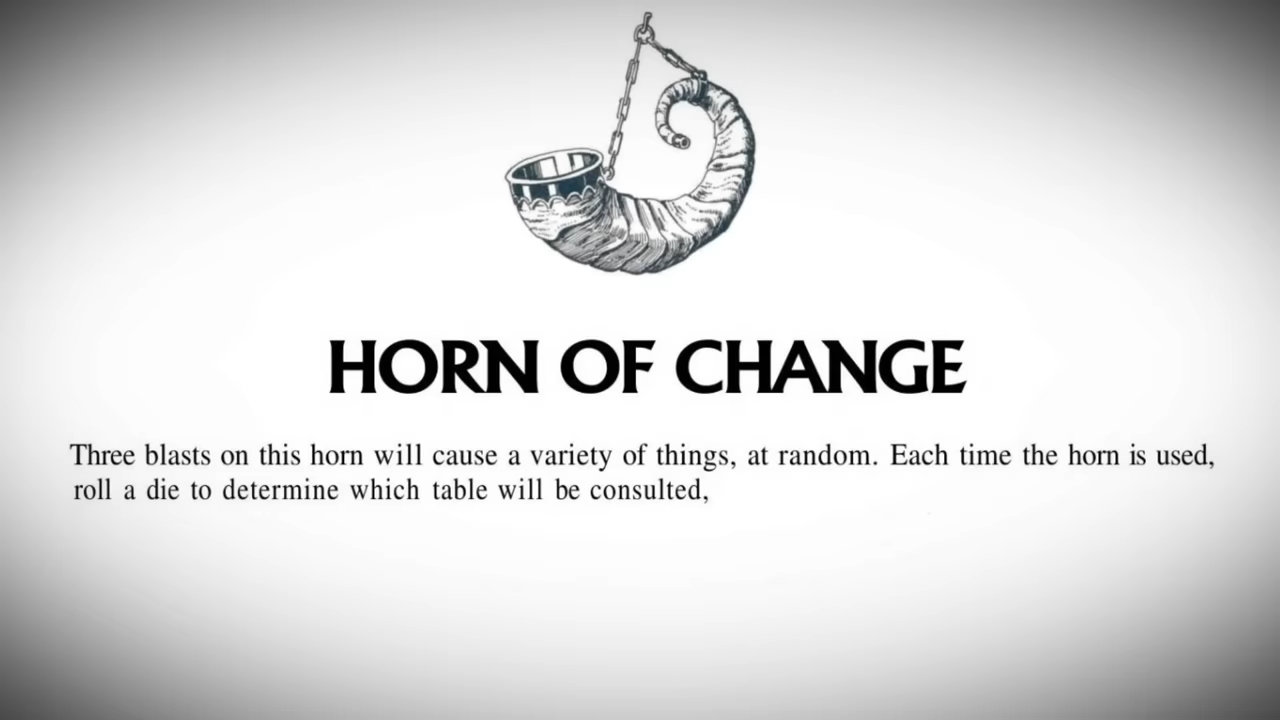 HORN OF CHANGE
Three blasts on this horn will cause a variety of things, at random. Each time the horn is used,
roll a die to determine which table will be consulted,